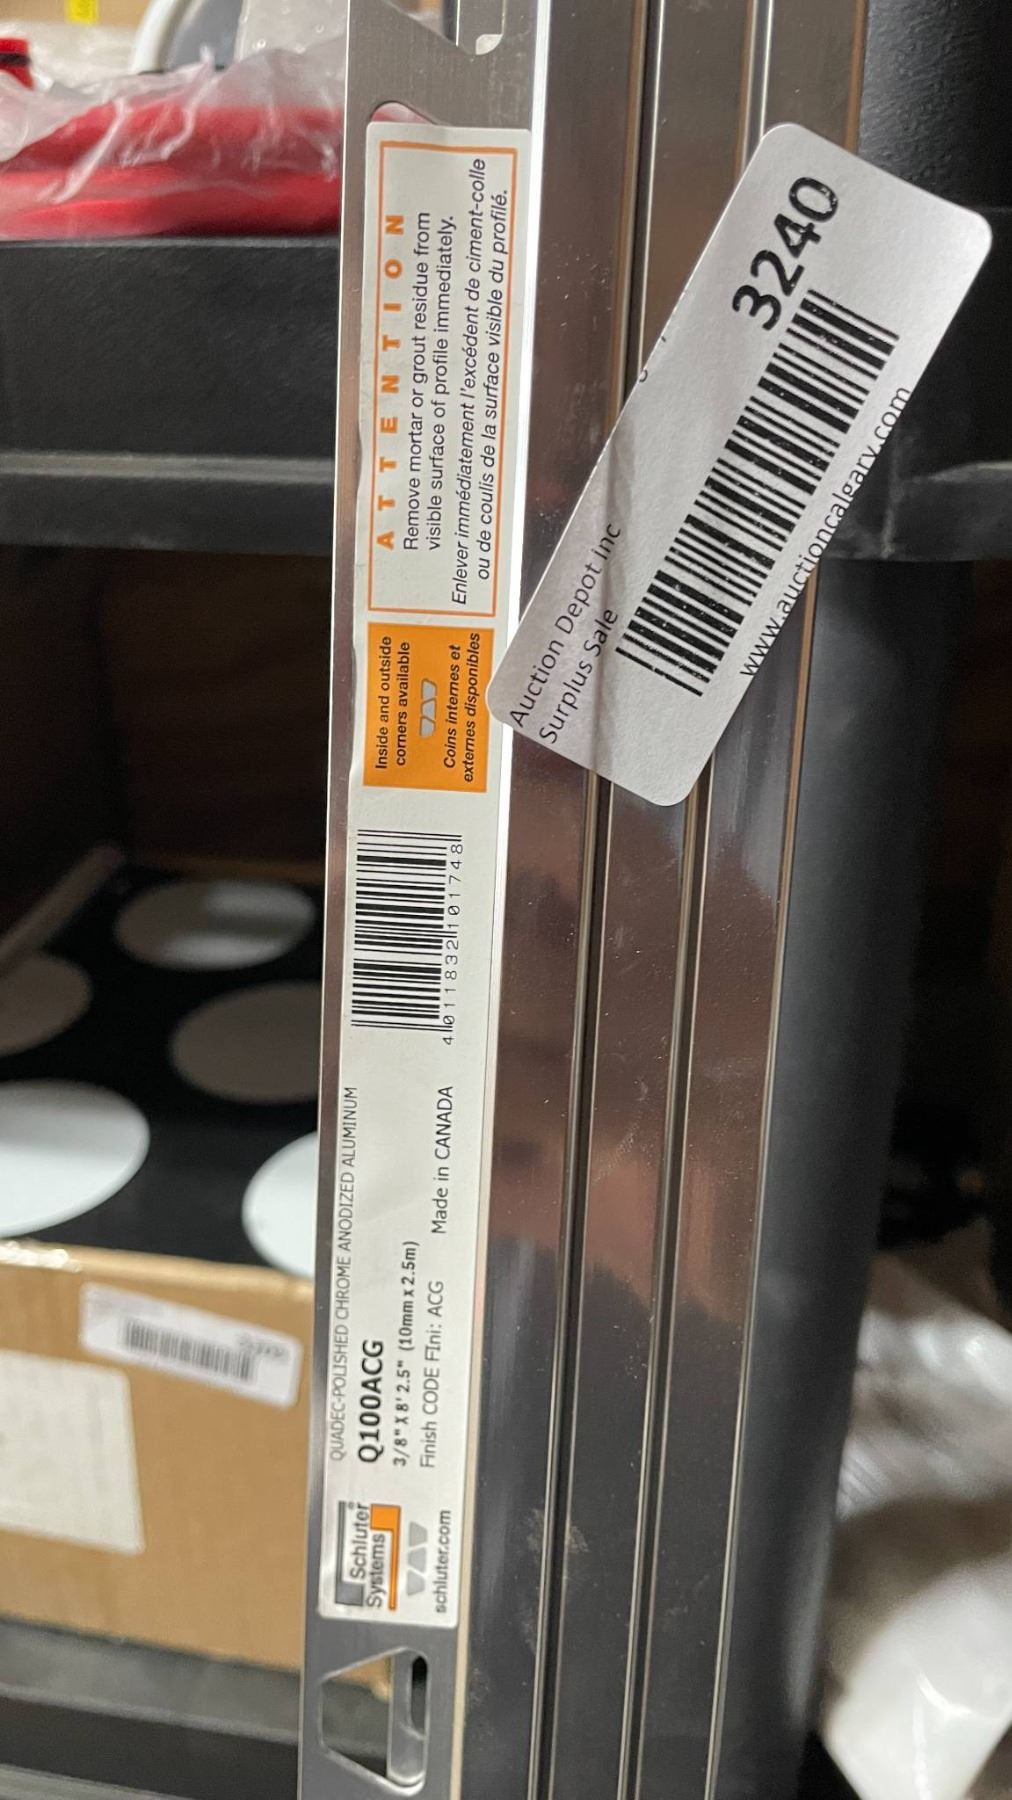 Schluter
Systems
schluter.com
QUADEC-POLISHED CHROME ANODIZED ALUMINUM
Q100ACG
3/8" X 8' 2.5" (10mm x 2.5m)
Finish CODE FIni: ACG
Made in CANADA
4 011832 101748
Inside and outside
corners available
Coins internes et
externes disponibles
ATTENTION
Remove mortar or grout residue from
visible surface of profile immediately.
Enlever immédiatement l'excédent de ciment-colle
ou de coulis de la surface visible du profilé.
Auction Depot inc
Surplus Sale
3240
www.auctioncalgary.com